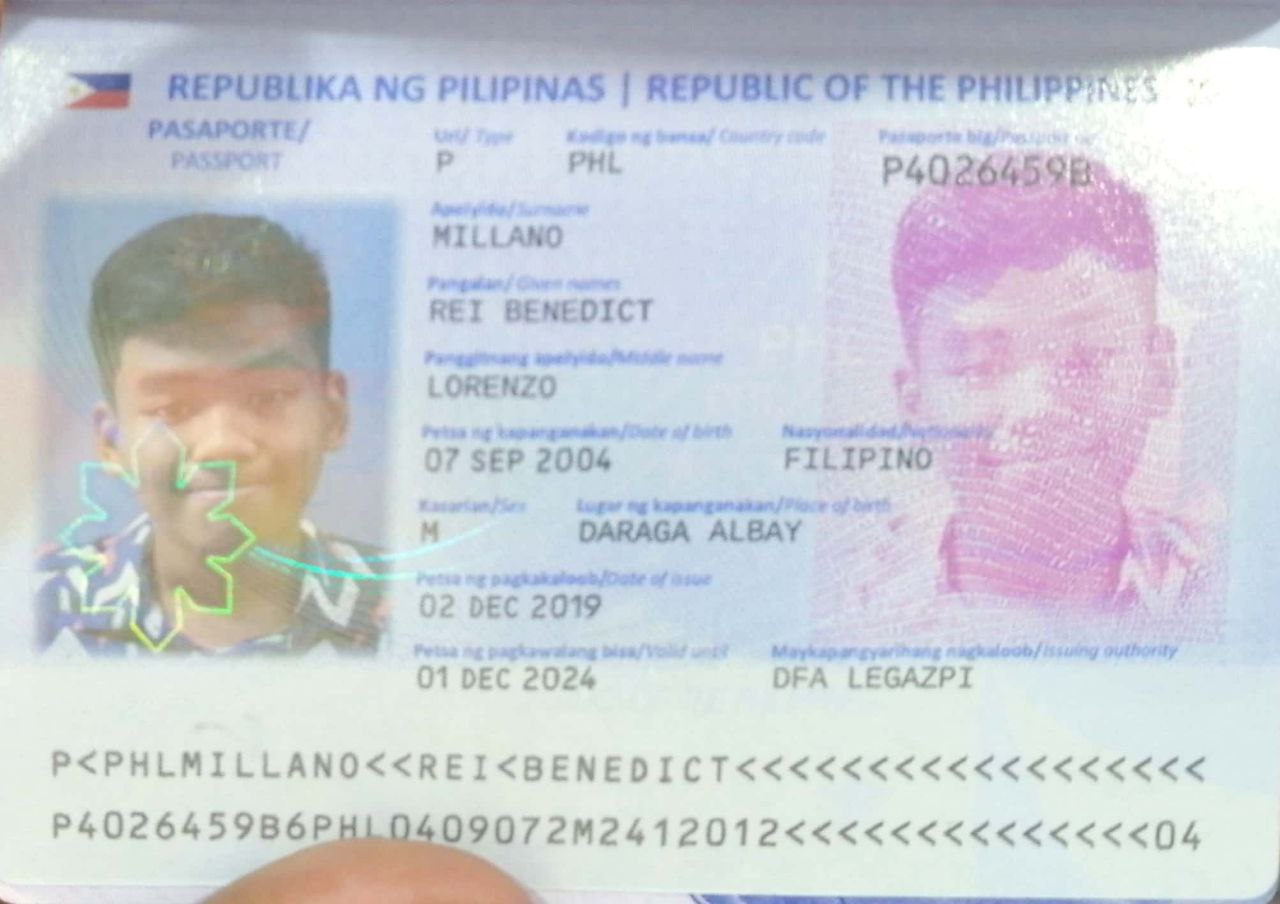 REPUBLIKA NG PILIPINAS | REPUBLIC OF THE PHILIPPINES
PASAPORTE/
PASSPORT
Uri/ Type Kodigo ng bansa/ Country code Pasaporte blg/Passport no
P PHL P4026459B
Apelyido/Surname
MILLANO
Pangalan/ Given names
REI BENEDICT
Panggitnang apelyido/Middle name
LORENZO
Petsa ng kapanganakan/Date of birth Nasyonalidad/Nationality
07 SEP 2004 FILIPINO
Kasarian/Sex Lugar ng kapanganakan/Place of birth
M DARAGA ALBAY
Petsa ng pagkakaloob/Date of issue
02 DEC 2019
Petsa ng pagkawalang bisa/Valid until Maykapangyarihang nagkaloob/Issuing authority
01 DEC 2024 DFA LEGAZPI
P<PHLMILLANO<<REI<BENEDICT<<<<<<<<<<<<<<<<<<
P4026459B6PHL0409072M2412012<<<<<<<<<<<<<<04